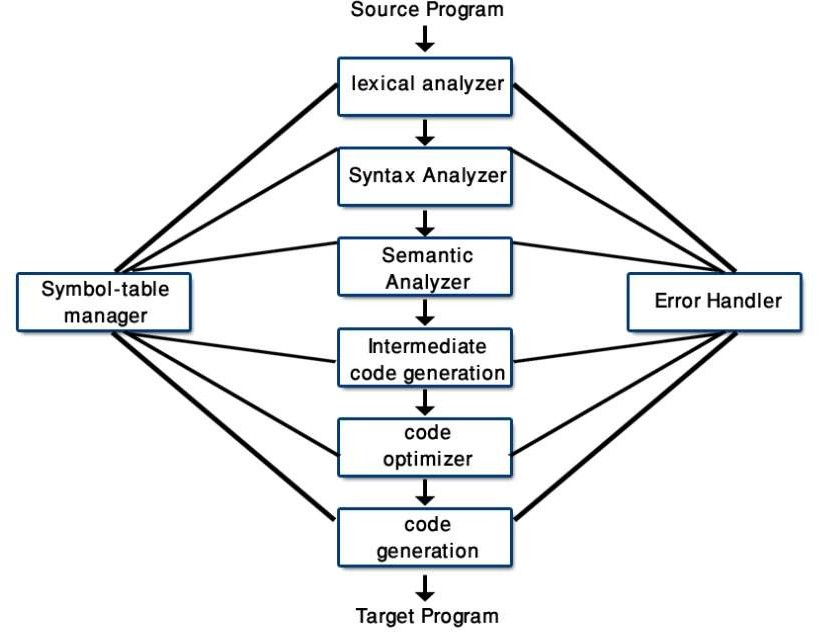 Source Program
lexical analyzer
Syntax Analyzer
Semantic
Analyzer
Symbol-table
manager
Error Handler
Intermediate
code generation
code
optimizer
code
generation
Target Program